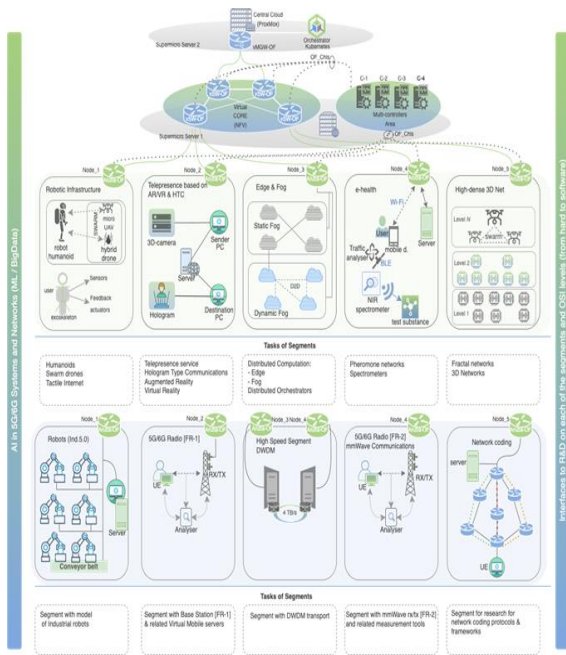 Central Cloud
(ProxMox)
Orchestrator
Kubernetes
Supermicro Server 2
vMGW-OF
OF_Chls
C-1 C-2 C-3 C-4
Virtual
CORE
(NFV)
Multi-controllers
Area
Supermicro Server 1
OF_Chls
Node_1
Node_2
Node_3
Node_4
Node_5
AI in 5G/6G Systems and Networks (ML / BigData)
Interfaces to R&D on each of the segments and OSI levels (from hard to software)
Robotic Infrastructure
SWARM
micro
UAV
robot
humanoid
hybrid
drone
user
Sensors
Feedback
actuators
exoskeleton
Telepresence based on
AR/VR & HTC
3D-camera
Sender
PC
Server
Hologram
Destination
PC
Edge & Fog
Static Fog
D2D
Dynamic Fog
e-health
Wi-Fi
User
mobile d.
Server
Traffic
analyser
BLE
NIR
spectrometer
test substance
High-dense 3D Net
Level N
swarm
Level 2
Level 1
Tasks of Segments
Humanoids
Swarm drones
Tactile Internet
Telepresence service
Hologram Type Communications
Augmented Reality
Virtual Reality
Distributed Computation:
- Edge
- Fog
Distributed Orchestrators
Pheromone networks
Spectrometers
Fractal networks
3D Networks
Node_1
Node_2
Node_3 Node_4
Node_4
Node_5
Robots (Ind.5.0)
Server
Conveyor belt
5G/6G Radio [FR-1]
UE
RX/TX
Analyser
High Speed Segment
DWDM
4 TB/s
5G/6G Radio [FR-2]
mmWave Communications
UE
RX/TX
Analyser
Network coding
server
UE
Tasks of Segments
Segment with model
of Industrial robots
Segment with Base Station [FR-1]
& related Virtual Mobile servers
Segment with DWDM transport
Segment with mmWave rx/tx [FR-2]
and related measurement tools
Segment for research for
network coding protocols &
frameworks